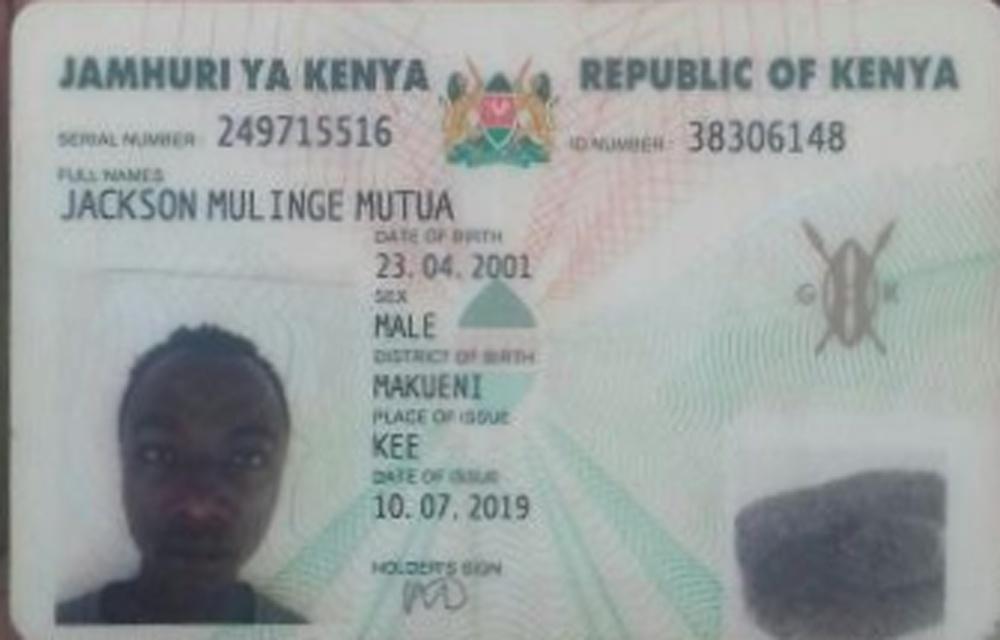 JAMHURI YA KENYA REPUBLIC OF KENYA
SERIAL NUMBER: 249715516 ID NUMBER: 38306148
FULL NAMES
JACKSON MULINGE MUTUA
DATE OF BIRTH
23. 04. 2001
SEX
MALE
DISTRICT OF BIRTH
MAKUENI
PLACE OF ISSUE
KEE
DATE OF ISSUE
10. 07. 2019
HOLDER'S SIGN
G K